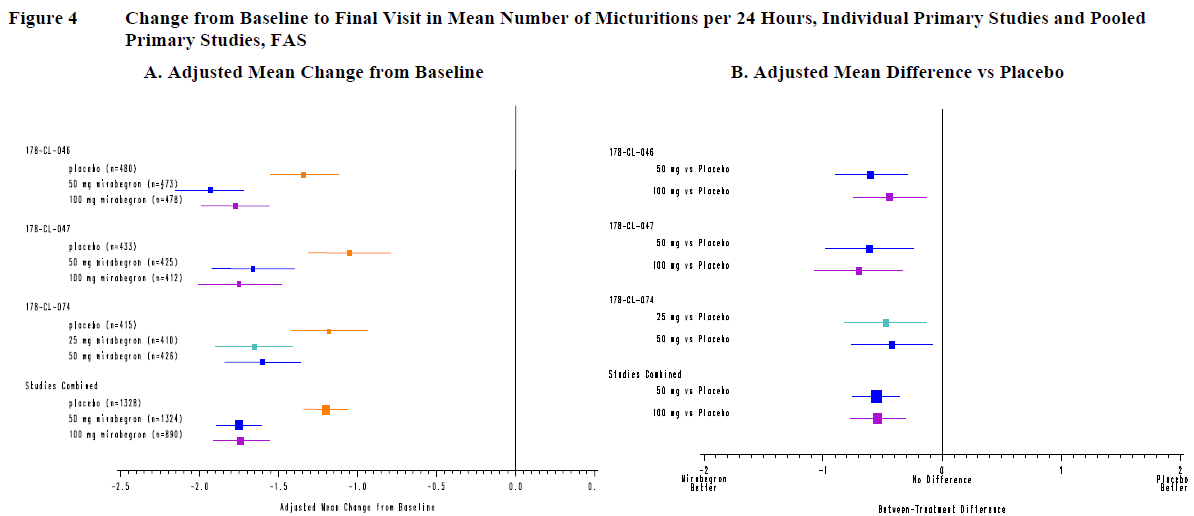 Figure 4 Change from Baseline to Final Visit in Mean Number of Micturitions per 24 Hours, Individual Primary Studies and Pooled
Primary Studies, FAS
A. Adjusted Mean Change from Baseline
178-CL-046
placebo (n=480)
50 mg mirabegron (n=473)
100 mg mirabegron (n=478)
178-CL-047
placebo (n=433)
50 mg mirabegron (n=425)
100 mg mirabegron (n=412)
178-CL-074
placebo (n=415)
25 mg mirabegron (n=410)
50 mg mirabegron (n=426)
Studies Combined
placebo (n=1328)
50 mg mirabegron (n=1324)
100 mg mirabegron (n=890)
-2.5 -2.0 -1.5 -1.0 -0.5 0.0 0.
Adjusted Mean Change from Baseline
B. Adjusted Mean Difference vs Placebo
178-CL-046
50 mg vs Placebo
100 mg vs Placebo
178-CL-047
50 mg vs Placebo
100 mg vs Placebo
178-CL-074
25 mg vs Placebo
50 mg vs Placebo
Studies Combined
50 mg vs Placebo
100 mg vs Placebo
-2 -1 0 1 2
Mirabegron Better
No Difference
Placebo Better
Between-Treatment Difference